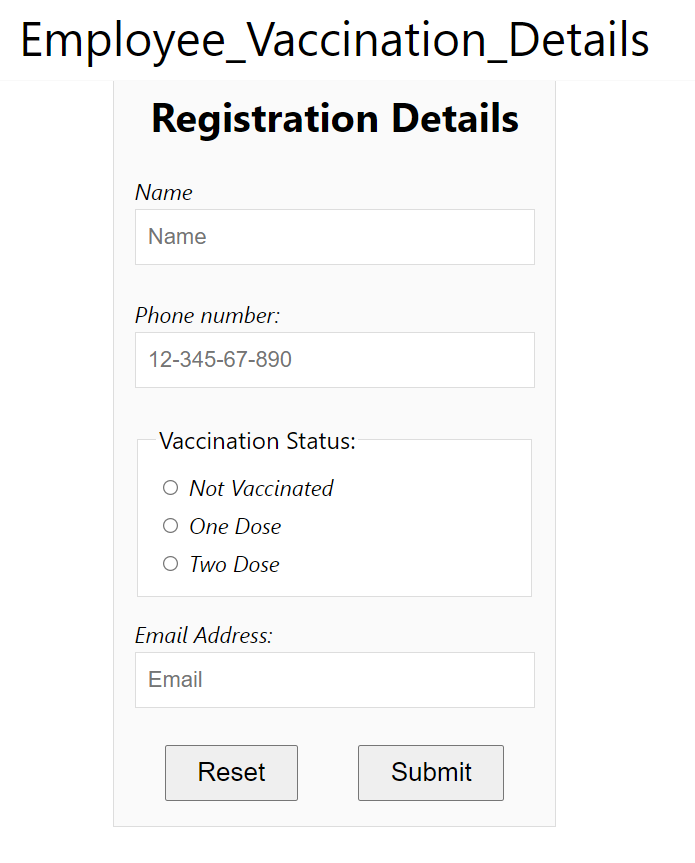 Employee_Vaccination_Details
Registration Details
Name
Name
Phone number:
12-345-67-890
Vaccination Status:
Not Vaccinated
One Dose
Two Dose
Email Address:
Email
Reset Submit